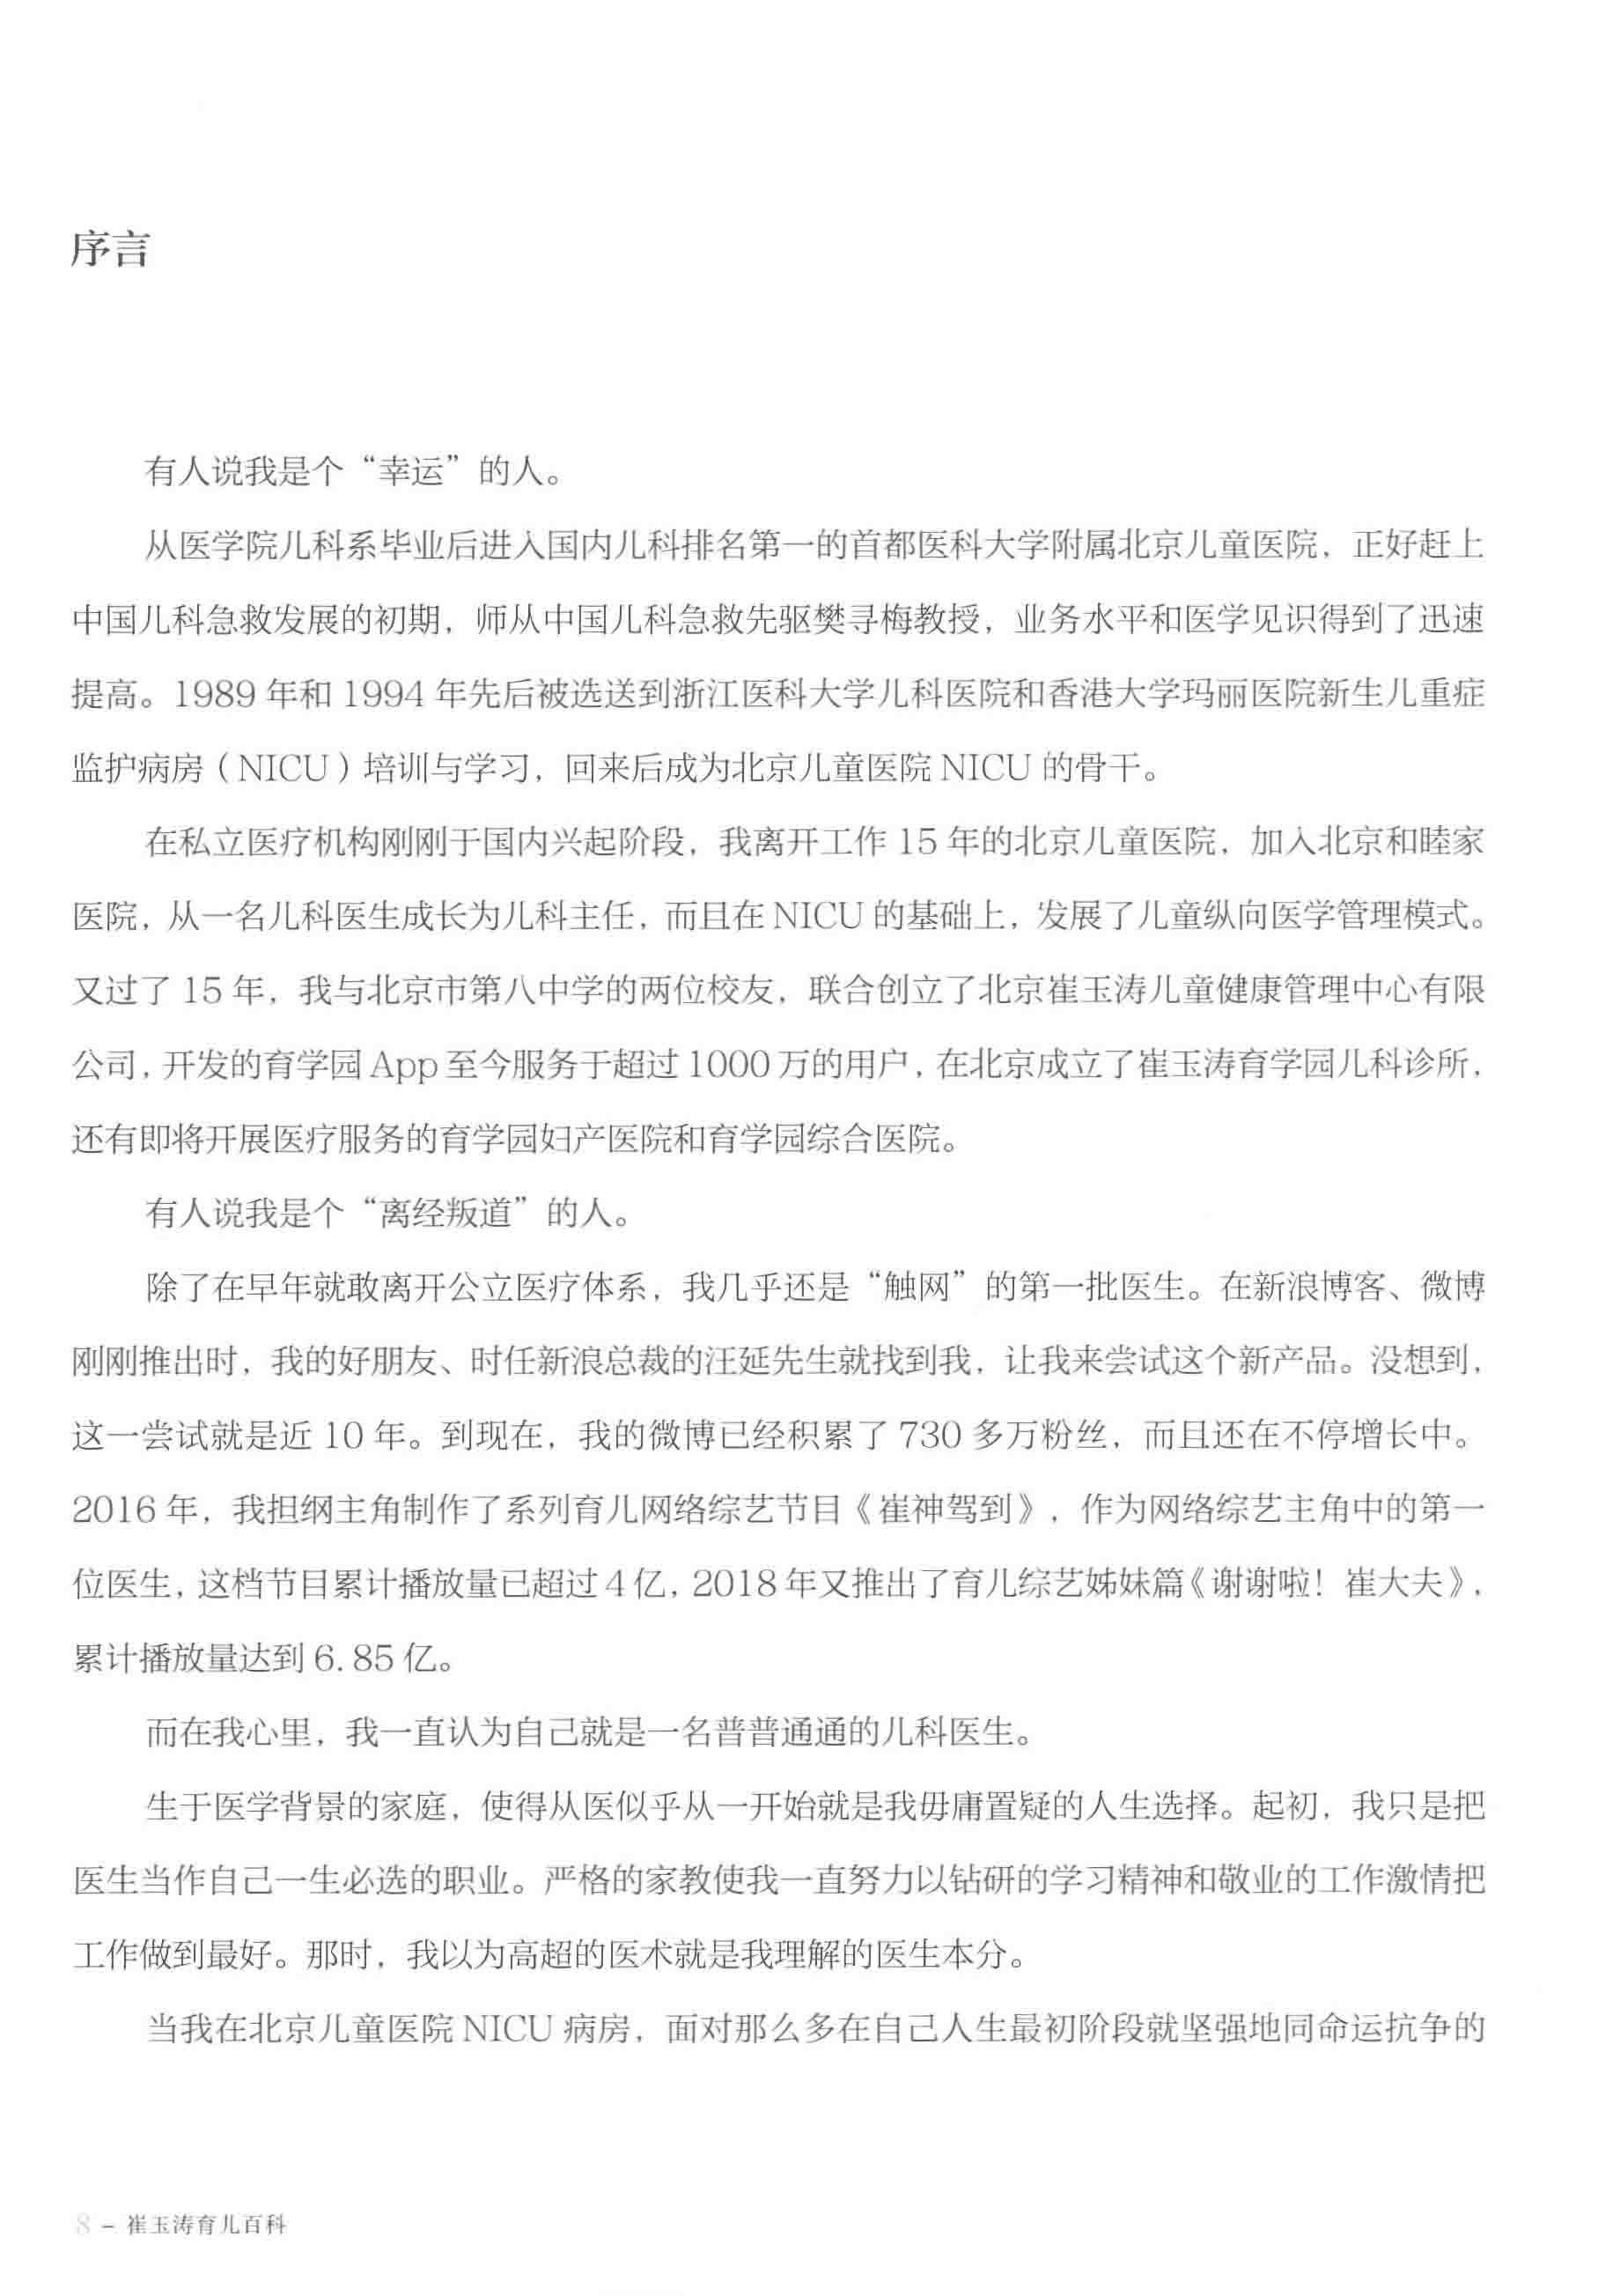 序言
有人说我是个“幸运”的人。
从医学院儿科系毕业后进入国内儿科排名第一的首都医科大学附属北京儿童医院，正好赶上
中国儿科急救发展的初期，师从中国儿科急救先驱樊寻梅教授，业务水平和医学见识得到了迅速
提高。1989 年和 1994 年先后被选送到浙江医科大学儿科医院和香港大学玛丽医院新生儿重症
监护病房（NICU）培训与学习，回来后成为北京儿童医院 NICU 的骨干。
在私立医疗机构刚刚于国内兴起阶段，我离开工作 15 年的北京儿童医院，加入北京和睦家
医院，从一名儿科医生成长为儿科主任，而且在 NICU 的基础上，发展了儿童纵向医学管理模式。
又过了 15 年，我与北京市第八中学的两位校友，联合创立了北京崔玉涛儿童健康管理中心有限
公司，开发的育学园 App 至今服务于超过 1000 万的用户，在北京成立了崔玉涛育学园儿科诊所，
还有即将开展医疗服务的育学园妇产医院和育学园综合医院。
有人说我是个“离经叛道”的人。
除了在早年就敢离开公立医疗体系，我几乎还是“触网”的第一批医生。在新浪博客、微博
刚刚推出时，我的好朋友、时任新浪总裁的汪延先生就找到我，让我来尝试这个新产品。没想到，
这一尝试就是近 10 年。到现在，我的微博已经积累了 730 多万粉丝，而且还在不停增长中。
2016 年，我担纲主角制作了系列育儿网络综艺节目《崔神驾到》，作为网络综艺主角中的第一
位医生，这档节目累计播放量已超过 4 亿，2018 年又推出了育儿综艺姊妹篇《谢谢啦！崔大夫》，
累计播放量达到 6.85 亿。
而在我心里，我一直认为自己就是一名普普通通的儿科医生。
生于医学背景的家庭，使得从医似乎从一开始就是我毋庸置疑的人生选择。起初，我只是把
医生当作自己一生必选的职业。严格的家教使我一直努力以钻研的学习精神和敬业的工作激情把
工作做到最好。那时，我以为高超的医术就是我理解的医生本分。
当我在北京儿童医院 NICU 病房，面对那么多在自己人生最初阶段就坚强地同命运抗争的
8 – 崔玉涛育儿百科